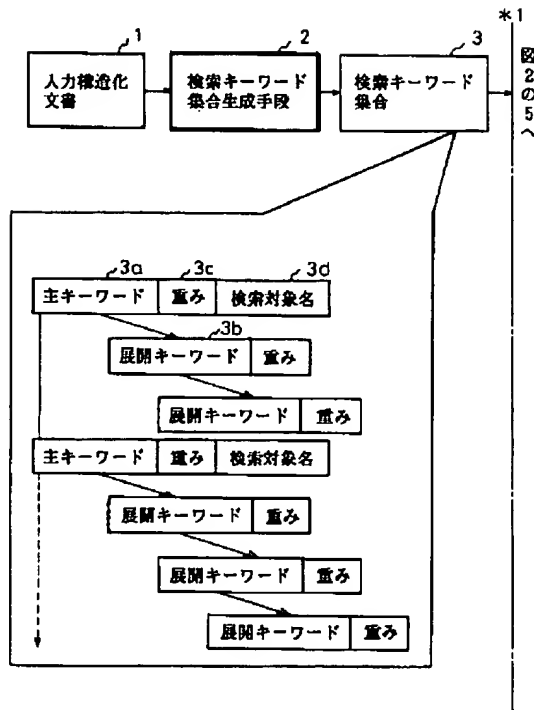 *1
1
2
3
入力構造化
文書
検索キーワード
集合生成手段
検索キーワード
集合
図2の5へ
3a
3c
3d
主キーワード
重み
検索対象名
3b
展開キーワード
重み
展開キーワード
重み
主キーワード
重み
検索対象名
展開キーワード
重み
展開キーワード
重み
展開キーワード
重み